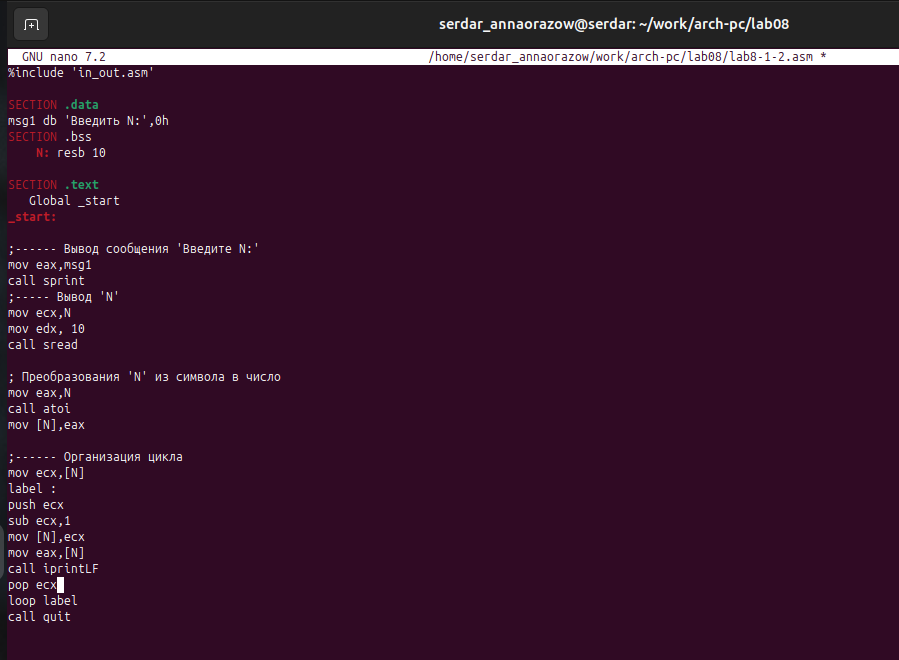 serdar_annaorazow@serdar: ~/work/arch-pc/lab08
GNU nano 7.2 /home/serdar_annaorazow/work/arch-pc/lab08/lab8-1-2.asm *
%include 'in_out.asm'
SECTION .data
msg1 db 'Введить N:',0h
SECTION .bss
N: resb 10
SECTION .text
Global _start
_start:
;------ Вывод сообщения 'Введите N:'
mov eax,msg1
call sprint
;----- Вывод 'N'
mov ecx,N
mov edx, 10
call sread
; Преобразования 'N' из символа в число
mov eax,N
call atoi
mov [N],eax
;------ Организация цикла
mov ecx,[N]
label :
push ecx
sub ecx,1
mov [N],ecx
mov eax,[N]
call iprintLF
pop ecx
loop label
call quit